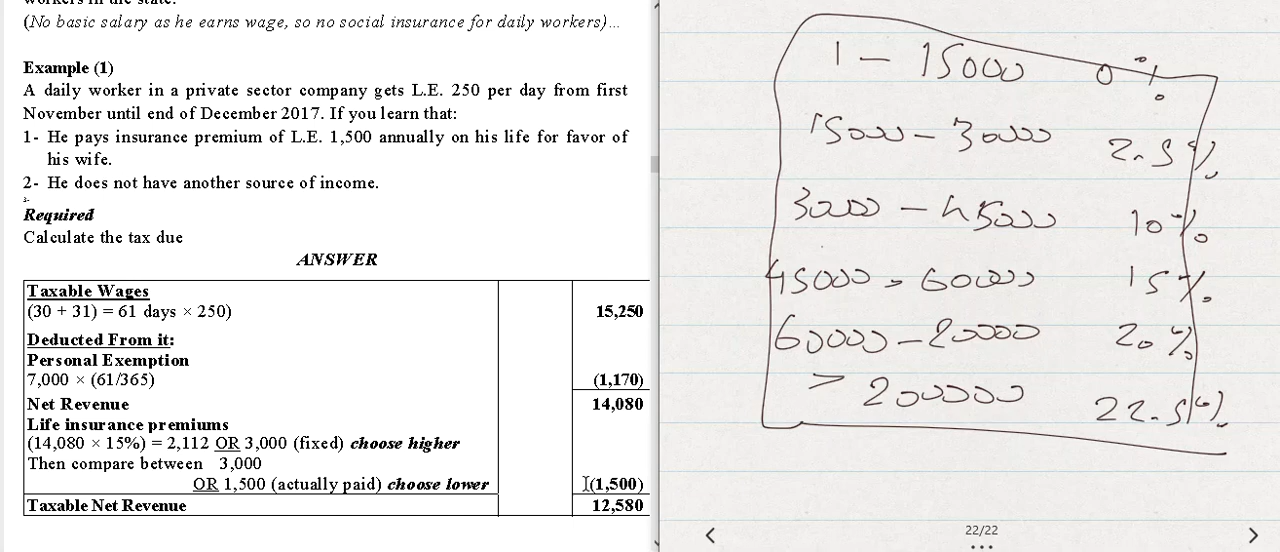 (No basic salary as he earns wage, so no social insurance for daily workers)...
Example (1)
A daily worker in a private sector company gets L.E. 250 per day from first
November until end of December 2017. If you learn that:
1- He pays insurance premium of L.E. 1,500 annually on his life for favor of
his wife.
2- He does not have another source of income.
3-
Required
Calculate the tax due
ANSWER
Taxable Wages
(30 + 31) = 61 days × 250) 15,250
Deducted From it:
Personal Exemption
7,000 × (61/365) (1,170)
Net Revenue 14,080
Life insurance premiums
(14,080 × 15%) = 2,112 OR 3,000 (fixed) choose higher
Then compare between 3,000
OR 1,500 (actually paid) choose lower (1,500)
Taxable Net Revenue 12,580
1 – 15000 0%
15000 – 30000 2.5%
30000 – 45000 10%
45000 - 60000 15%
60000 – 200000 20%
> 200000 22.5%
22/22